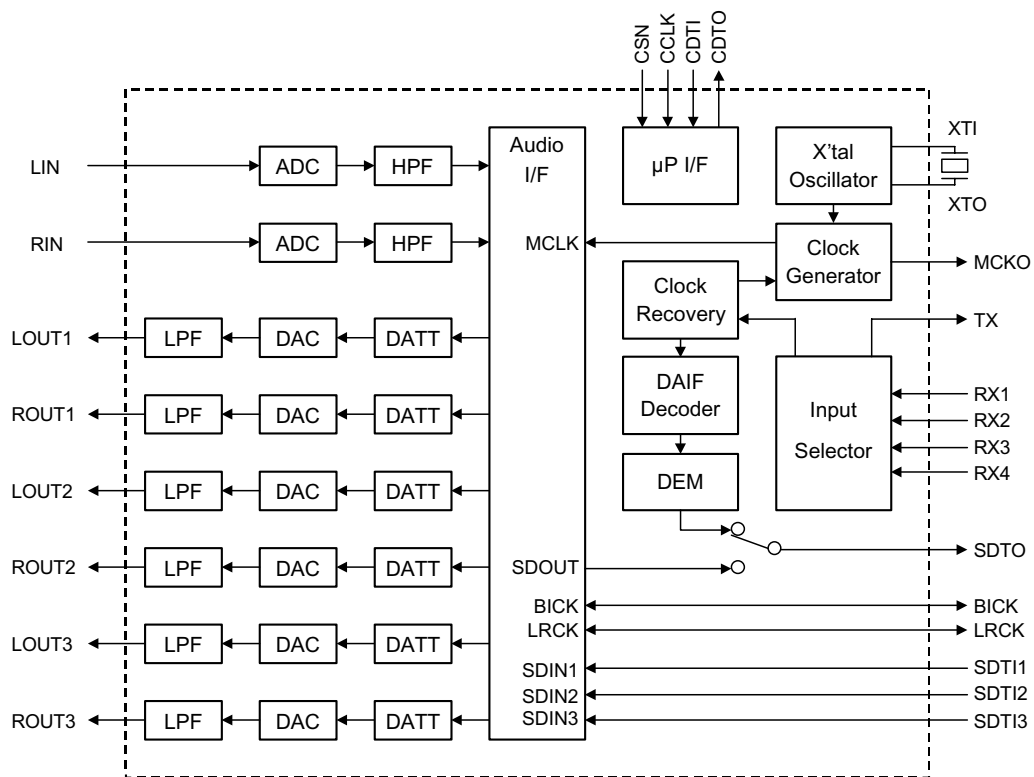 CSN
CCLK
CDTI
CDTO
LIN
ADC
HPF
Audio
I/F
µP I/F
X'tal
Oscillator
XTI
XTO
RIN
ADC
HPF
MCLK
Clock
Generator
MCKO
Clock
Recovery
TX
LOUT1
LPF
DAC
DATT
DAIF
Decoder
Input
Selector
RX1
RX2
RX3
RX4
ROUT1
LPF
DAC
DATT
LOUT2
LPF
DAC
DATT
DEM
SDTO
ROUT2
LPF
DAC
DATT
SDOUT
BICK
BICK
LRCK
LRCK
LOUT3
LPF
DAC
DATT
SDIN1
SDTI1
SDIN2
SDTI2
SDIN3
SDTI3
ROUT3
LPF
DAC
DATT